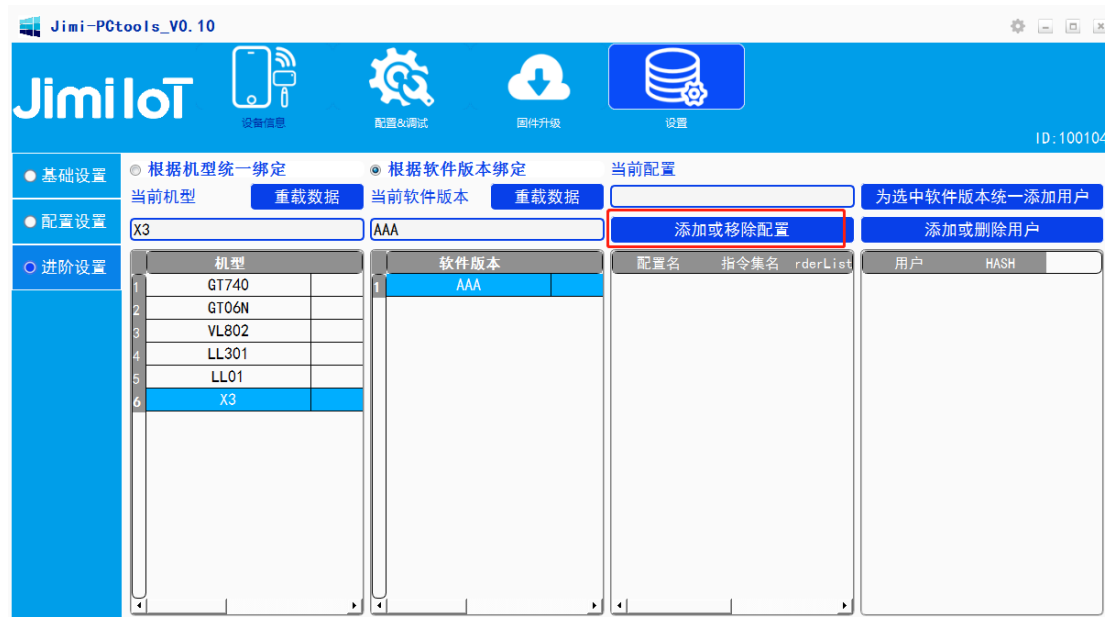 Jimi-PCtools_V0.10
Jimi IoT
设备信息
配置&调试
固件升级
设置
ID:100104
基础设置
配置设置
进阶设置
根据机型统一绑定
根据软件版本绑定
当前配置
当前机型
重载数据
当前软件版本
重载数据
为选中软件版本统一添加用户
X3
AAA
添加或移除配置
添加或删除用户
机型
1 GT740
2 GT06N
3 VL802
4 LL301
5 LL01
6 X3
软件版本
1 AAA
配置名 指令集名 rderList
用户 HASH